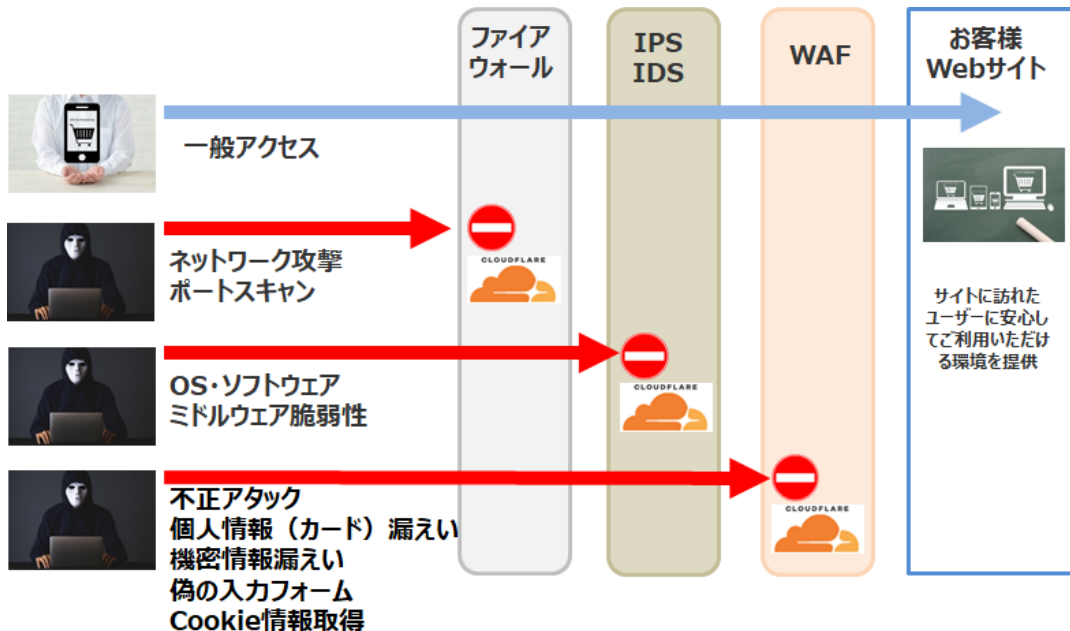 ファイア
ウォール
IPS
IDS
WAF
お客様
Webサイト
一般アクセス
ネットワーク攻撃
ポートスキャン
CLOUDFLARE
サイトに訪れた
ユーザーに安心し
てご利用いただけ
る環境を提供
OS・ソフトウェア
ミドルウェア脆弱性
CLOUDFLARE
不正アタック
個人情報（カード）漏えい
機密情報漏えい
偽の入力フォーム
Cookie情報取得
CLOUDFLARE